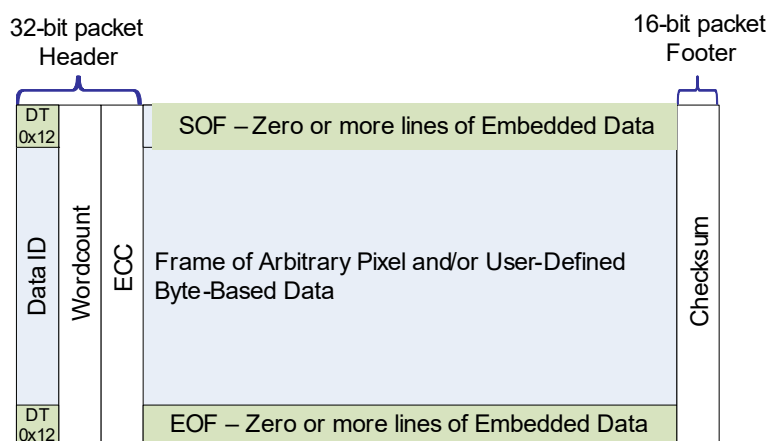 32-bit packet
Header
16-bit packet
Footer
DT
0x12
SOF – Zero or more lines of Embedded Data
Data ID
Wordcount
ECC
Frame of Arbitrary Pixel and/or User-Defined
Byte-Based Data
Checksum
DT
0x12
EOF – Zero or more lines of Embedded Data